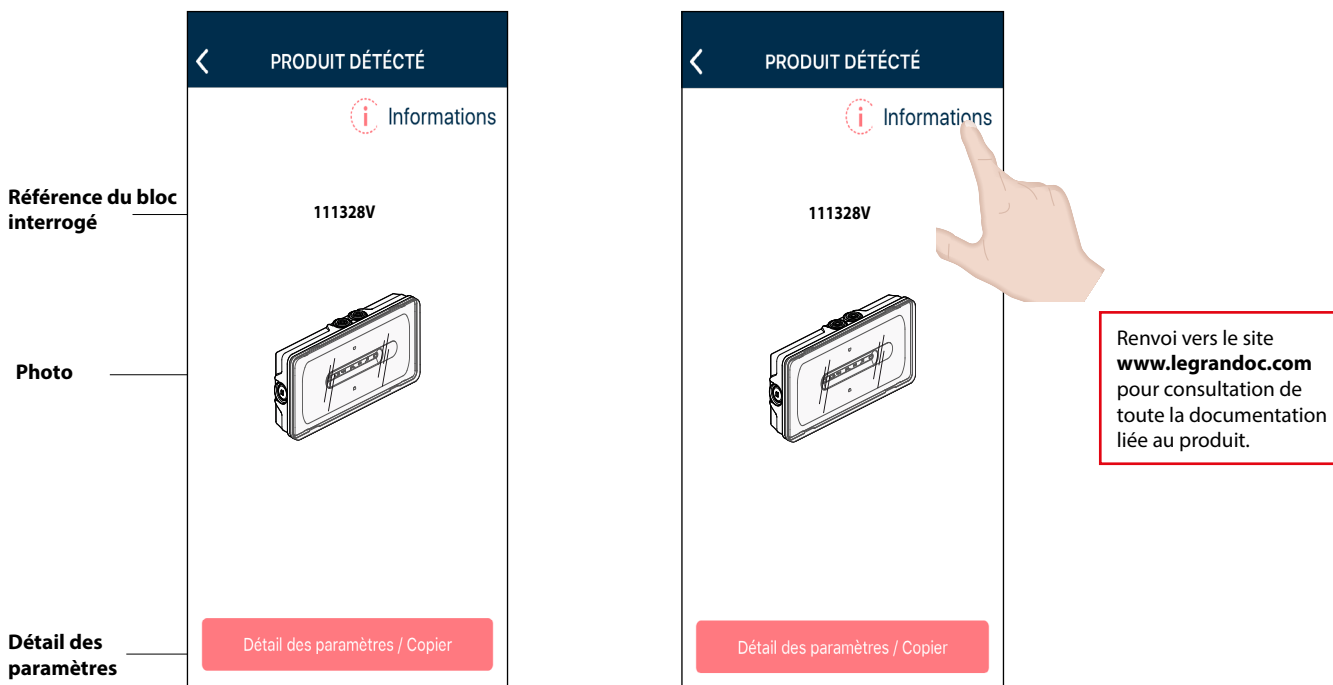 PRODUIT DÉTÉCTÉ
Informations
Référence du bloc
interrogé
111328V
Photo
Détail des
paramètres
Détail des paramètres / Copier
PRODUIT DÉTÉCTÉ
Informations
111328V
Renvoi vers le site
www.legrandoc.com
pour consultation de
toute la documentation
liée au produit.
Détail des paramètres / Copier